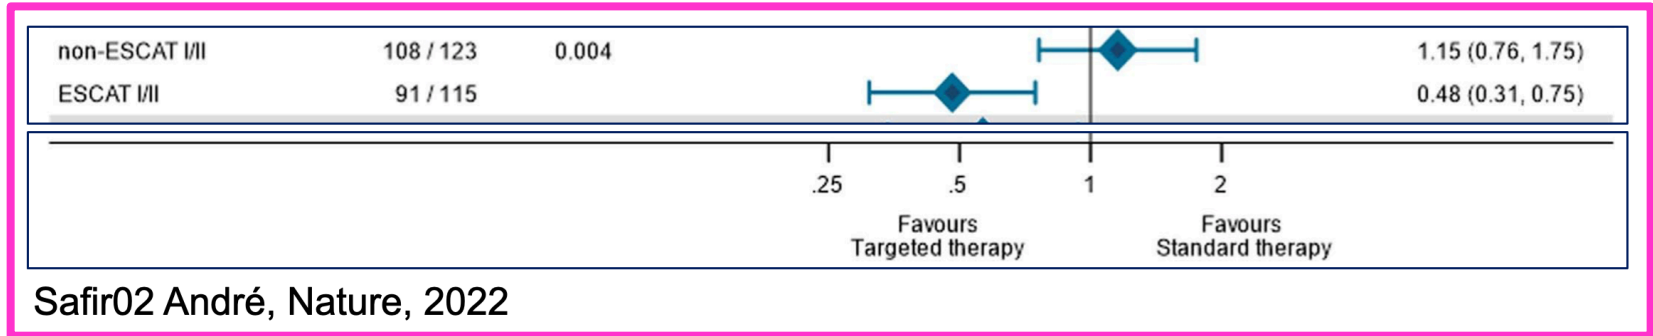 non-ESCAT I/II 108 / 123 0.004 1.15 (0.76, 1.75)
ESCAT I/II 91 / 115 0.48 (0.31, 0.75)
.25 .5 1 2
Favours Favours
Targeted therapy Standard therapy
Safir02 André, Nature, 2022